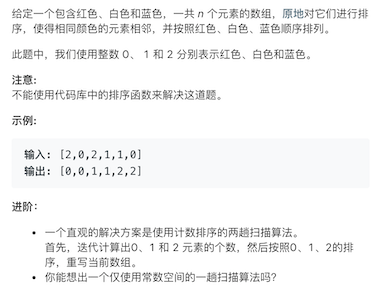 给定一个包含红色、白色和蓝色，一共 n 个元素的数组，原地对它们进行排
序，使得相同颜色的元素相邻，并按照红色、白色、蓝色顺序排列。
此题中，我们使用整数 0、 1 和 2 分别表示红色、白色和蓝色。
注意:
不能使用代码库中的排序函数来解决这道题。
示例:
输入: [2,0,2,1,1,0]
输出: [0,0,1,1,2,2]
进阶：
• 一个直观的解决方案是使用计数排序的两趟扫描算法。
首先，迭代计算出0、1 和 2 元素的个数，然后按照0、1、2的排
序，重写当前数组。
• 你能想出一个仅使用常数空间的一趟扫描算法吗？